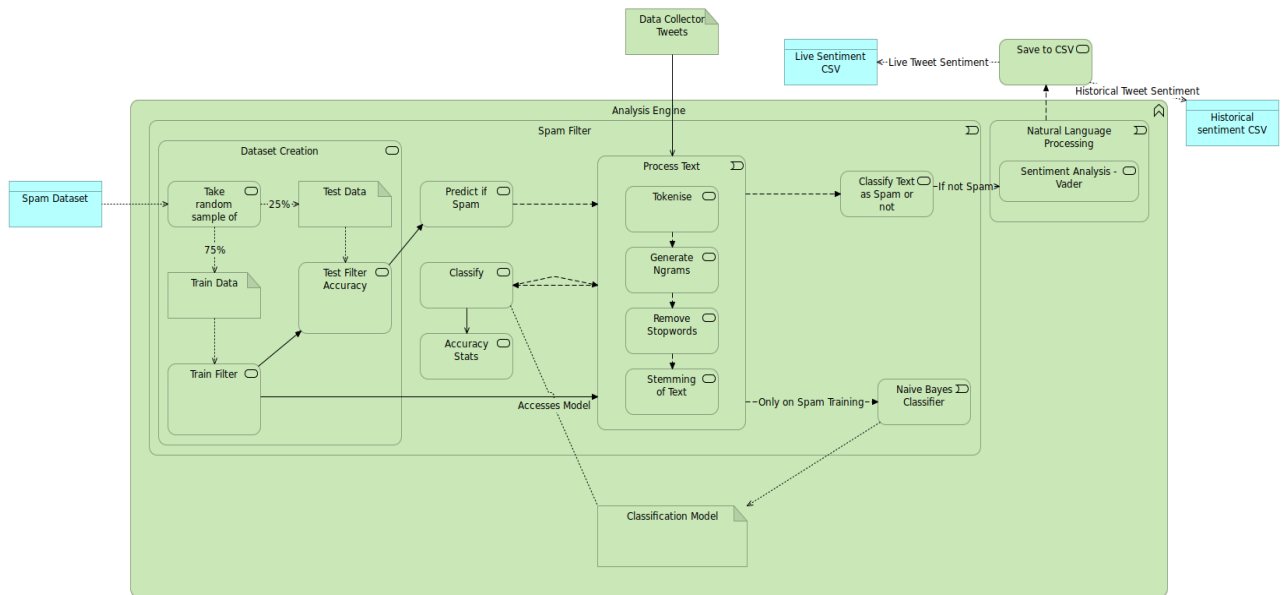 Data Collector
Tweets
Live Sentiment
CSV
Live Tweet Sentiment
Save to CSV
Historical Tweet Sentiment
Historical
sentiment CSV
Analysis Engine
Spam Filter
Natural Language
Processing
Sentiment Analysis -
Vader
Dataset Creation
Spam Dataset
Take
random
sample of
25%
Test Data
75%
Train Data
Test Filter
Accuracy
Train Filter
Predict if
Spam
Classify
Accuracy
Stats
Process Text
Tokenise
Generate
Ngrams
Remove
Stopwords
Stemming
of Text
Classify Text
as Spam or
not
If not Spam
Accesses Model
Only on Spam Training
Naive Bayes
Classifier
Classification Model